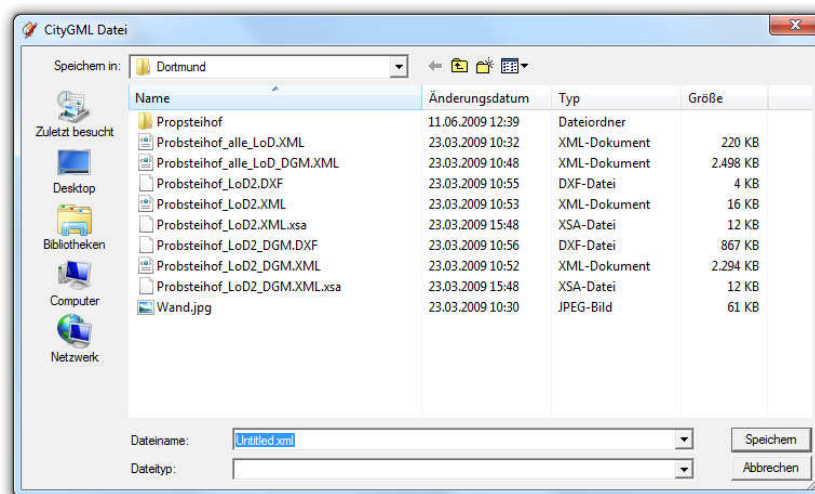 CityGML Datei
Speichern in: Dortmund
Zuletzt besucht
Desktop
Bibliotheken
Computer
Netzwerk
Name Änderungsdatum Typ Größe
Propsteihof 11.06.2009 12:39 Dateiordner
Probsteihof_alle_LoD.XML 23.03.2009 10:32 XML-Dokument 220 KB
Probsteihof_alle_LoD_DGM.XML 23.03.2009 10:48 XML-Dokument 2.498 KB
Probsteihof_LoD2.DXF 23.03.2009 10:55 DXF-Datei 4 KB
Probsteihof_LoD2.XML 23.03.2009 10:53 XML-Dokument 16 KB
Probsteihof_LoD2.XML.xsa 23.03.2009 15:48 XSA-Datei 12 KB
Probsteihof_LoD2_DGM.DXF 23.03.2009 10:56 DXF-Datei 867 KB
Probsteihof_LoD2_DGM.XML 23.03.2009 10:52 XML-Dokument 2.294 KB
Probsteihof_LoD2_DGM.XML.xsa 23.03.2009 15:48 XSA-Datei 12 KB
Wand.jpg 23.03.2009 10:30 JPEG-Bild 61 KB
Dateiname: Untitled.xml Speichern
Dateityp: Abbrechen